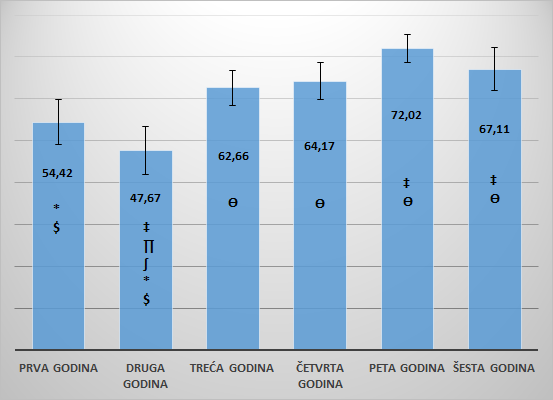 54,42
*
$
47,67
‡
∏
ʃ
*
$
62,66
ɵ
64,17
ɵ
72,02
‡
ɵ
67,11
‡
ɵ
PRVA GODINA
DRUGA
GODINA
TREĆA GODINA
ČETVRTA
GODINA
PETA GODINA
ŠESTA GODINA